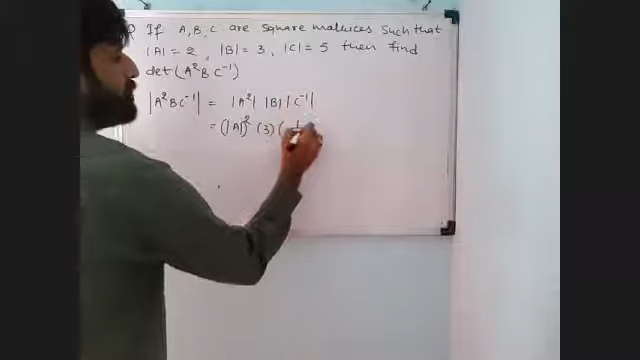 Q If A, B, C are square matrices such that
|A| = 2, |B| = 3, |C| = 5 then find
det (A²BC⁻¹)
|A²BC⁻¹| = |A²| |B| |C⁻¹|
= (|A|)² (3) (1